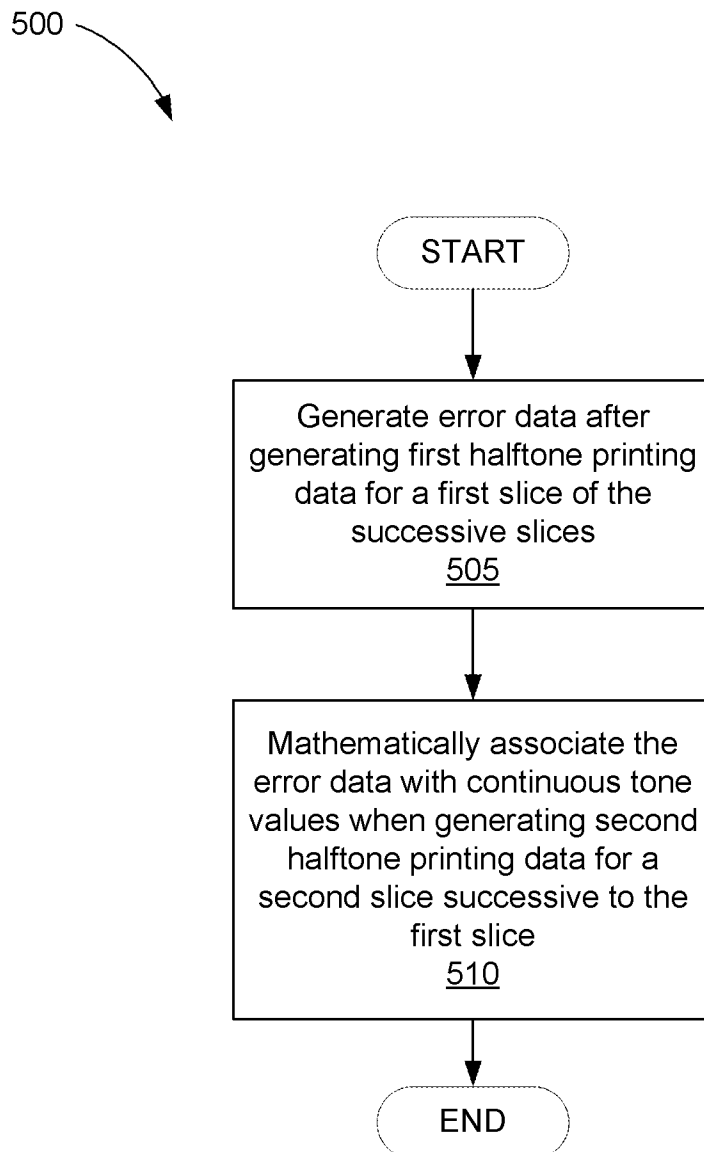 500
START
Generate error data after
generating first halftone printing
data for a first slice of the
successive slices
505
Mathematically associate the
error data with continuous tone
values when generating second
halftone printing data for a
second slice successive to the
first slice
510
END